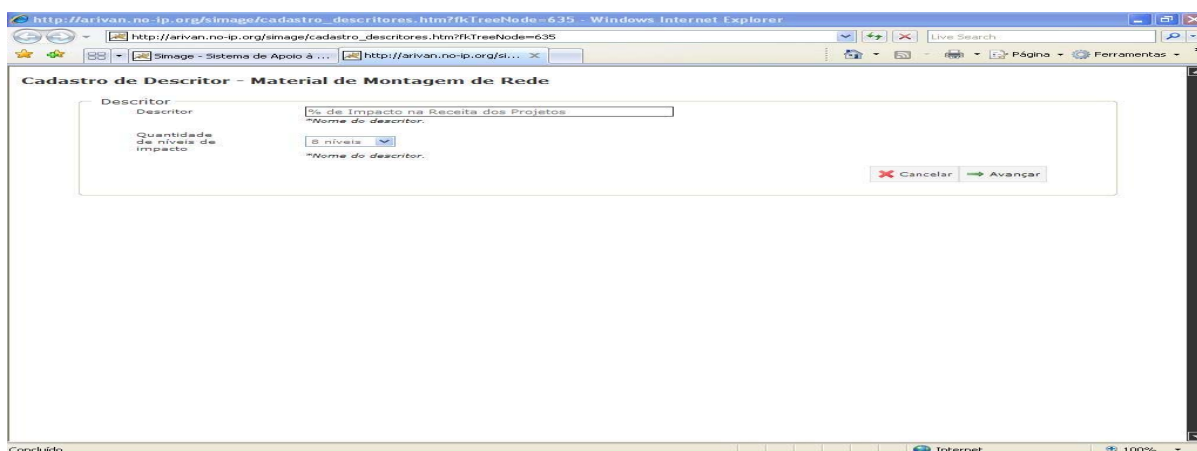 http://arivan.no-ip.org/simage/cadastro_descritores.htm?fkTreeNode=635 - Windows Internet Explorer
http://arivan.no-ip.org/simage/cadastro_descritores.htm?fkTreeNode=635
Live Search
Simage - Sistema de Apoio à ...
http://arivan.no-ip.org/si...
Página
Ferramentas
Cadastro de Descritor - Material de Montagem de Rede
Descritor
Descritor
% de Impacto na Receita dos Projetos
*Nome do descritor.
Quantidade
de níveis de
impacto
8 níveis
*Nome do descritor.
Cancelar
Avançar
Concluído
Internet
100%